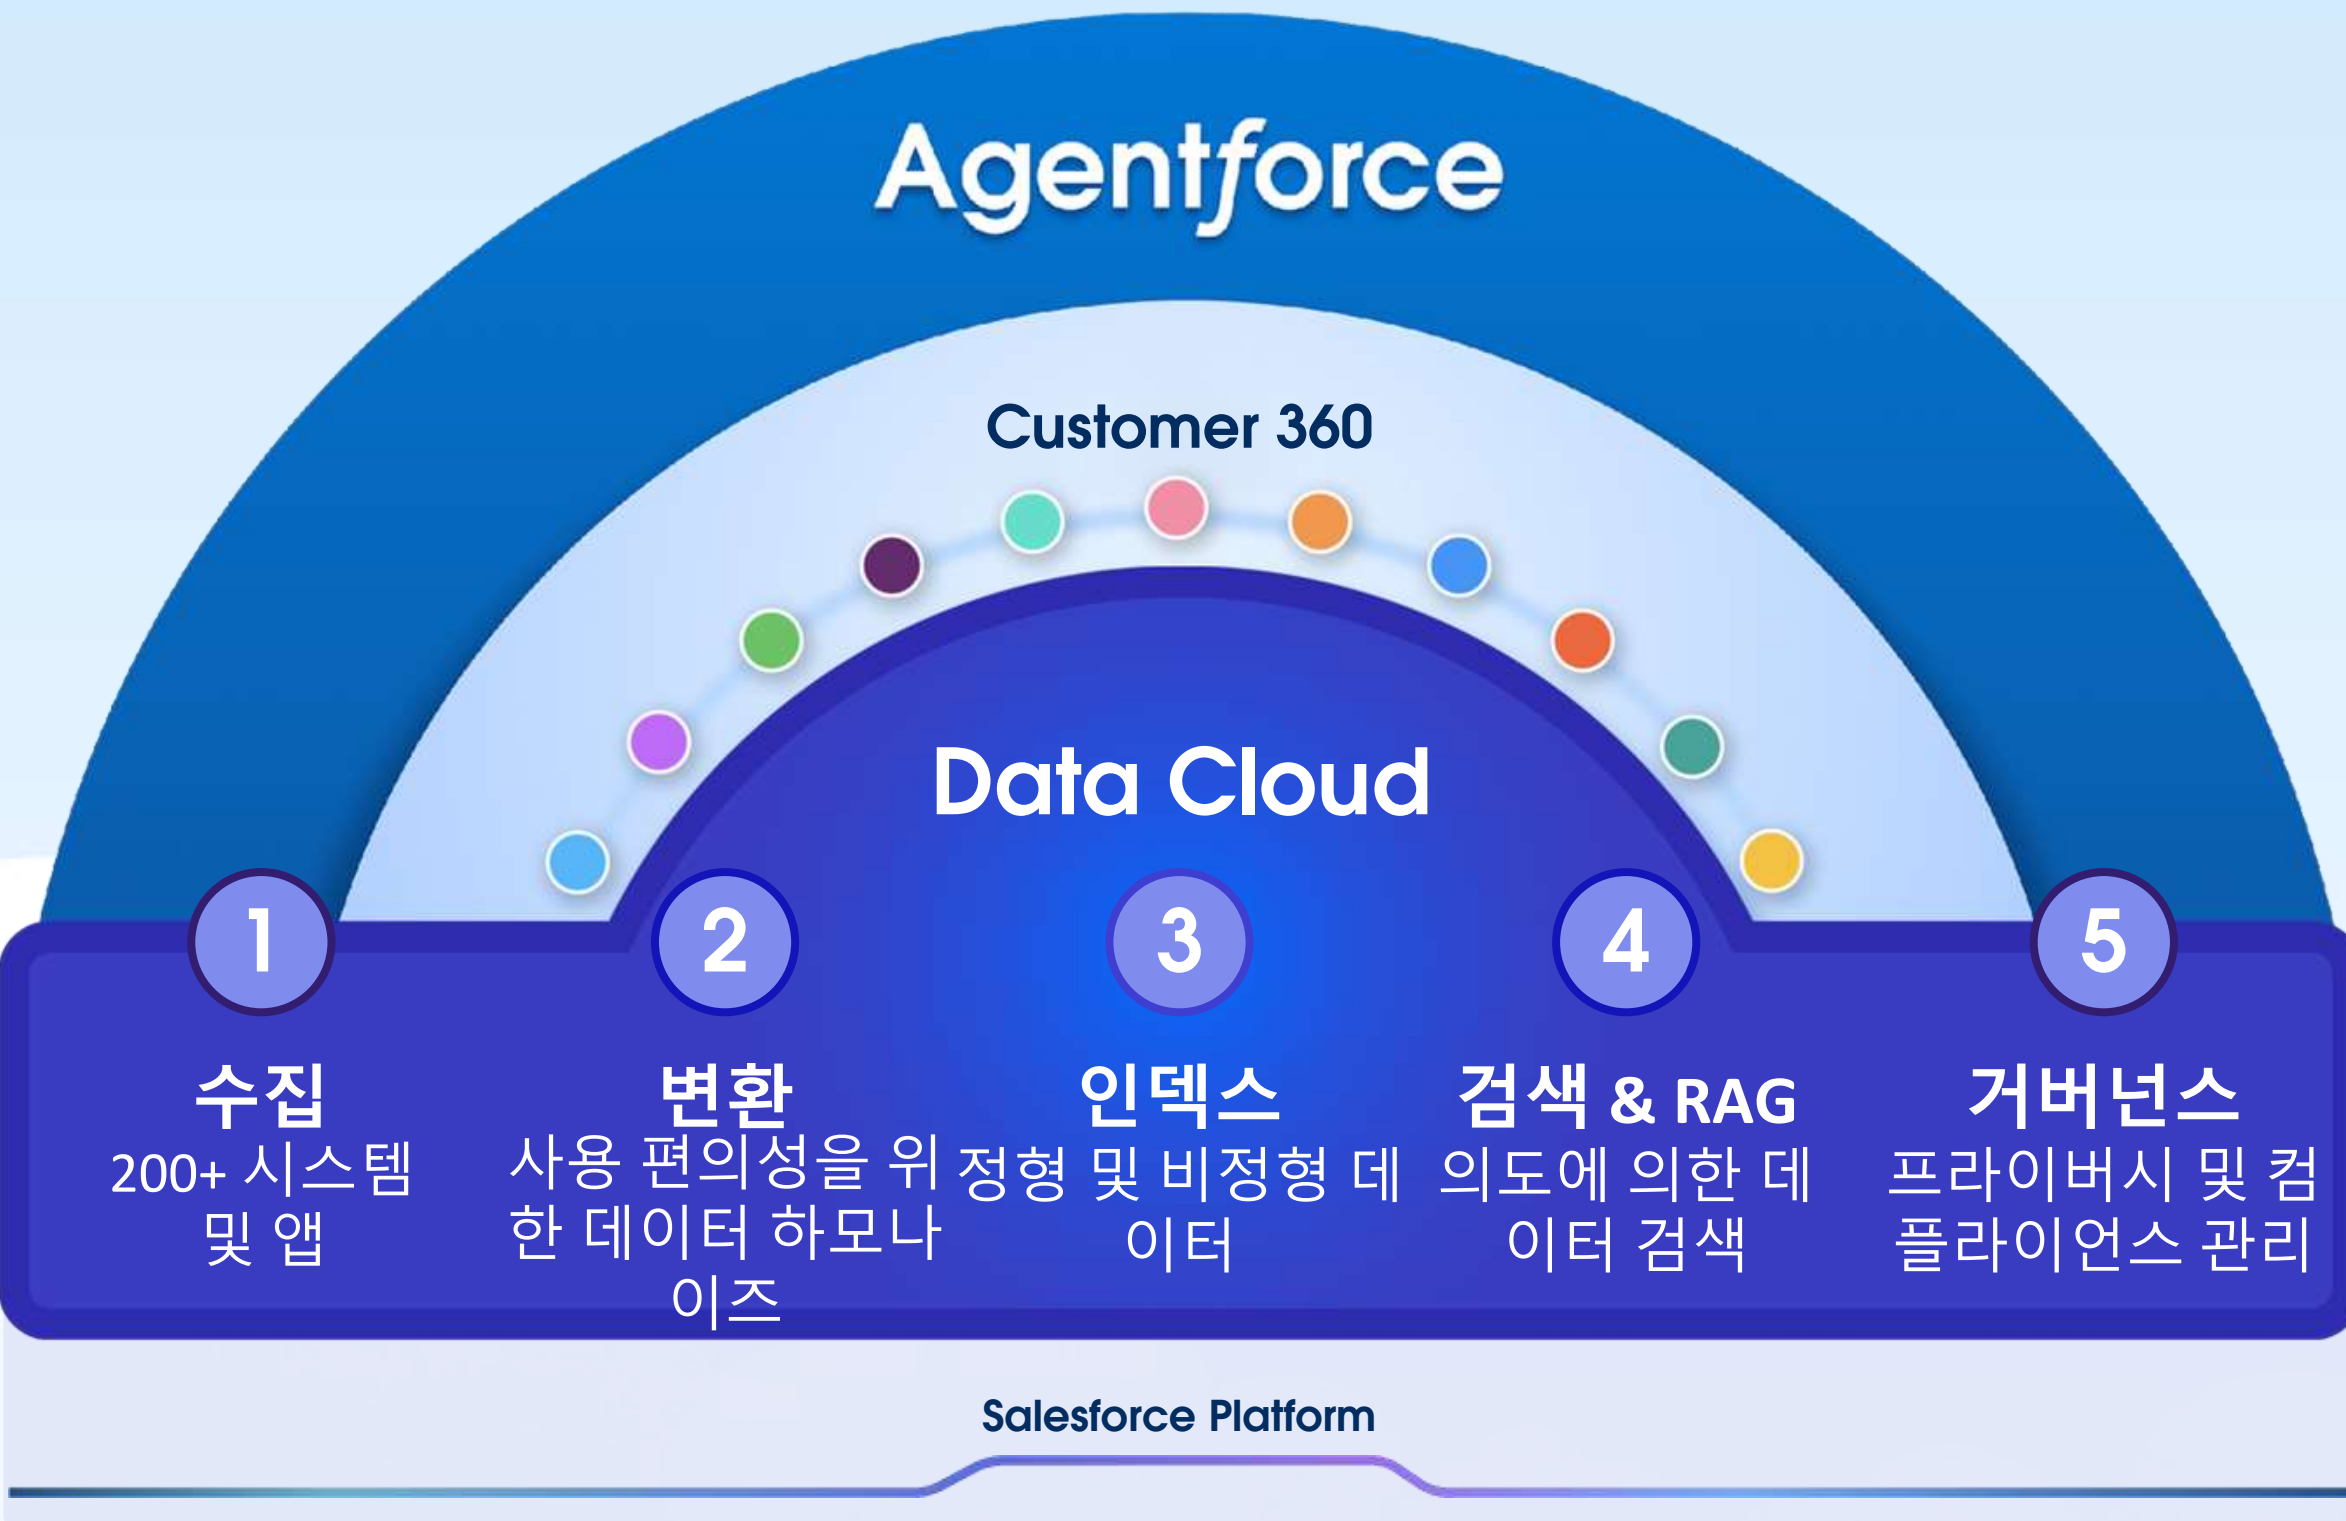 Agentforce
Customer 360
Data Cloud
1
수집
200+ 시스템
및 앱
2
변환
사용 편의성을 위
한 데이터 하모나
이즈
3
인덱스
정형 및 비정형 데
이터
4
검색 & RAG
의도에 의한 데
이터 검색
5
거버넌스
프라이버시 및 컴
플라이언스 관리
Salesforce Platform